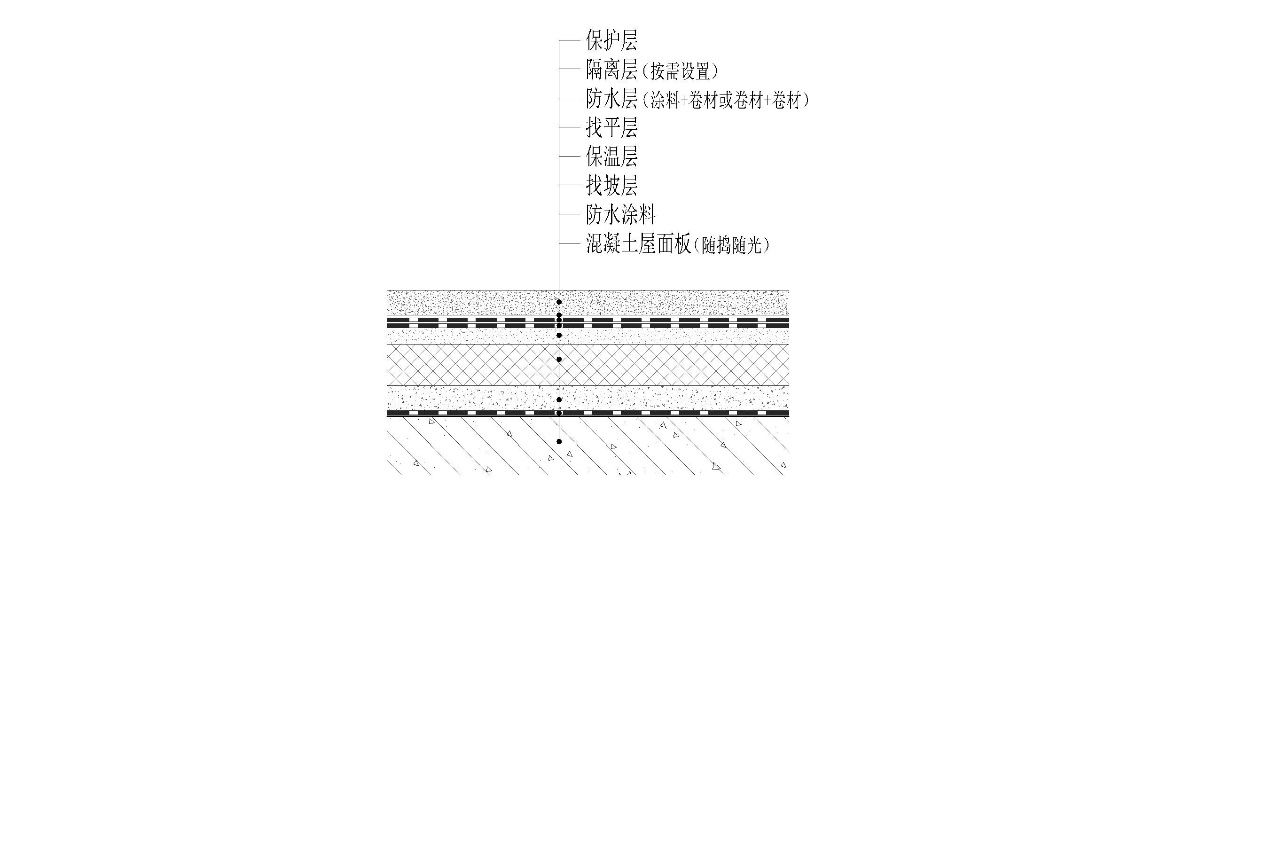 保护层
隔离层(按需设置)
防水层(涂料+卷材或卷材+卷材)
找平层
保温层
找坡层
防水涂料
混凝土屋面板(随捣随光)